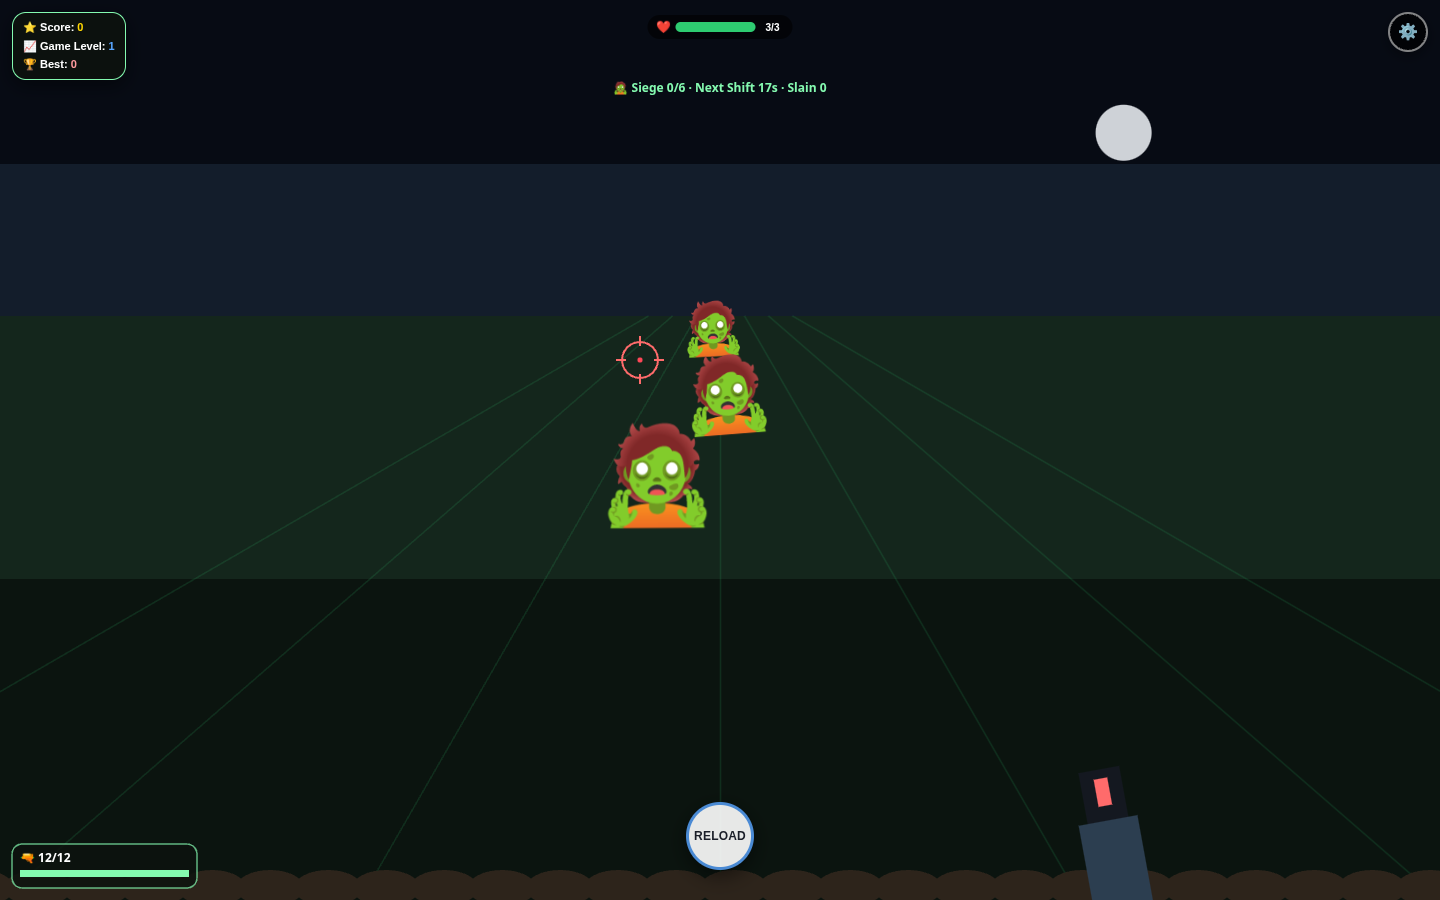 ⭐ Score: 0
📈 Game Level: 1
🏆 Best: 0
❤️ 3/3
🧟 Siege 0/6 · Next Shift 17s · Slain 0
RELOAD
🔫 12/12